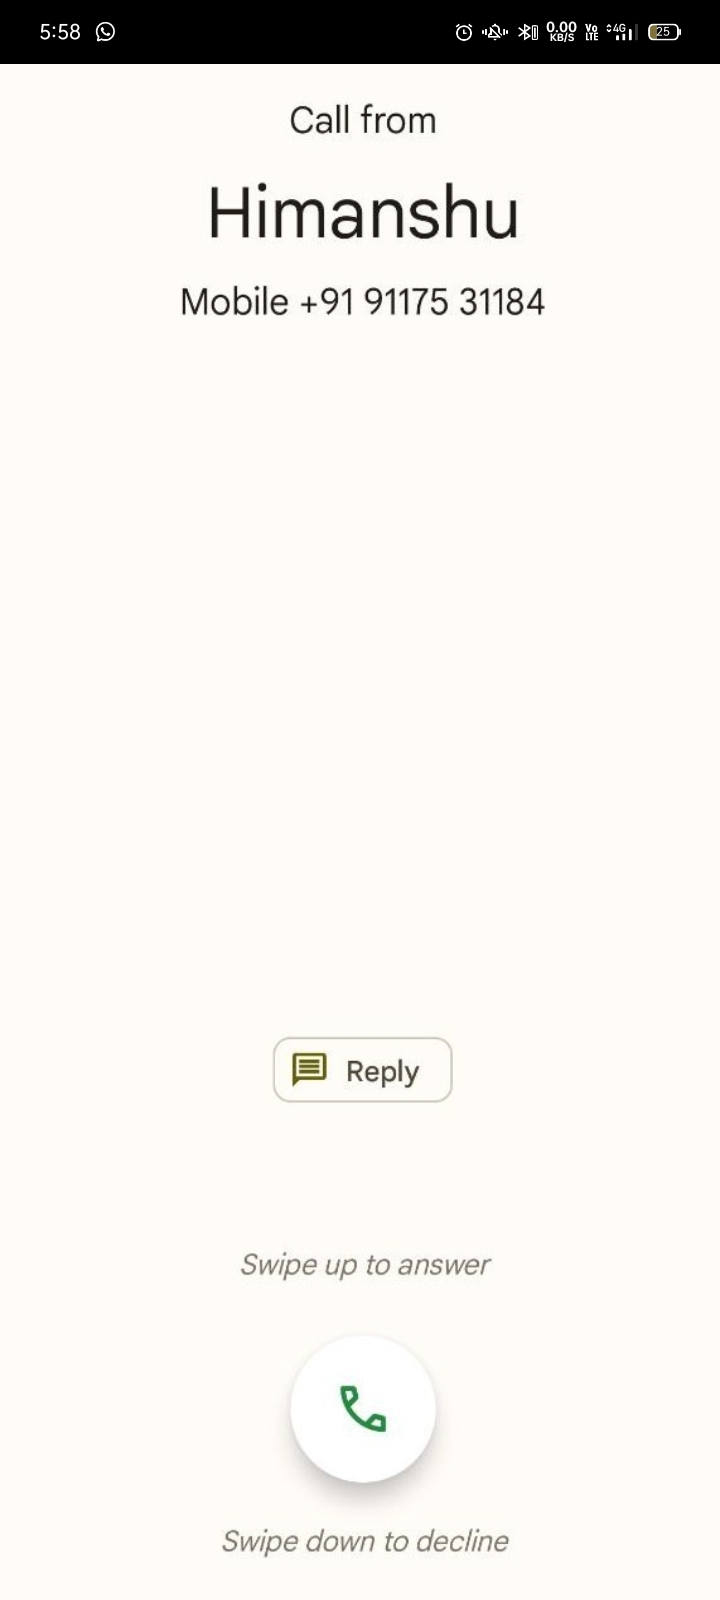 5:58 0.00 KB/S Vo LTE 4G 25
Call from
Himanshu
Mobile +91 91175 31184
Reply
Swipe up to answer
Swipe down to decline